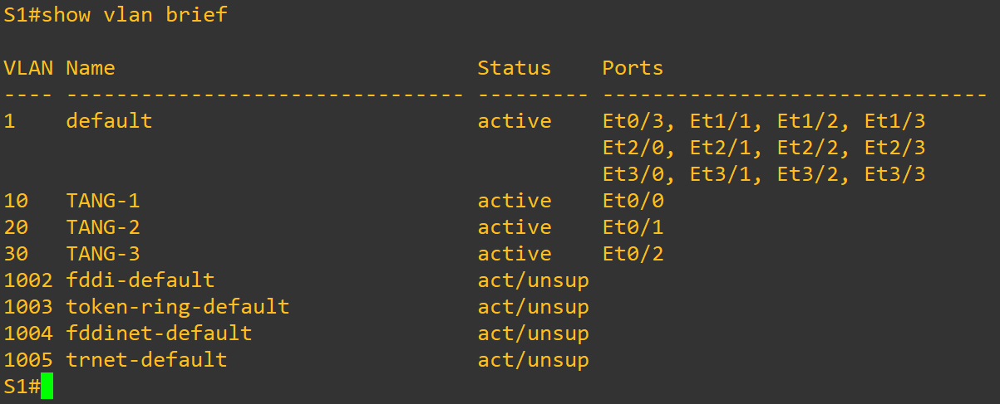 S1#show vlan brief
VLAN Name                             Status    Ports
---- -------------------------------- --------- -------------------------------
1    default                          active    Et0/3, Et1/1, Et1/2, Et1/3
                                                Et2/0, Et2/1, Et2/2, Et2/3
                                                Et3/0, Et3/1, Et3/2, Et3/3
10   TANG-1                           active    Et0/0
20   TANG-2                           active    Et0/1
30   TANG-3                           active    Et0/2
1002 fddi-default                     act/unsup
1003 token-ring-default               act/unsup
1004 fddinet-default                  act/unsup
1005 trnet-default                    act/unsup
S1#